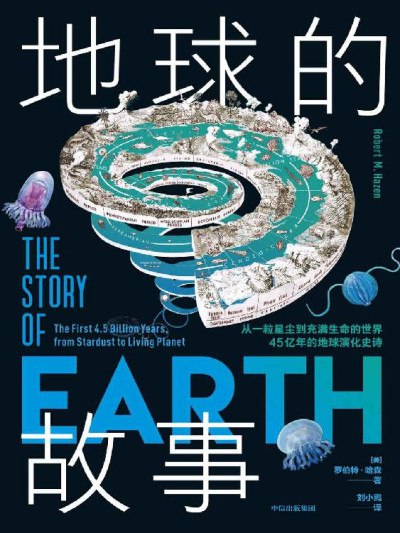 地球的
Robert M. Hazen
THE
STORY
OF
The First 4.5 Billion Years,
from Stardust to Living Planet
从一粒星尘到充满生命的世界
45亿年的地球演化史诗
EARTH
故事
[美]
罗伯特·哈森
著
刘小鸥
译
中信出版集团